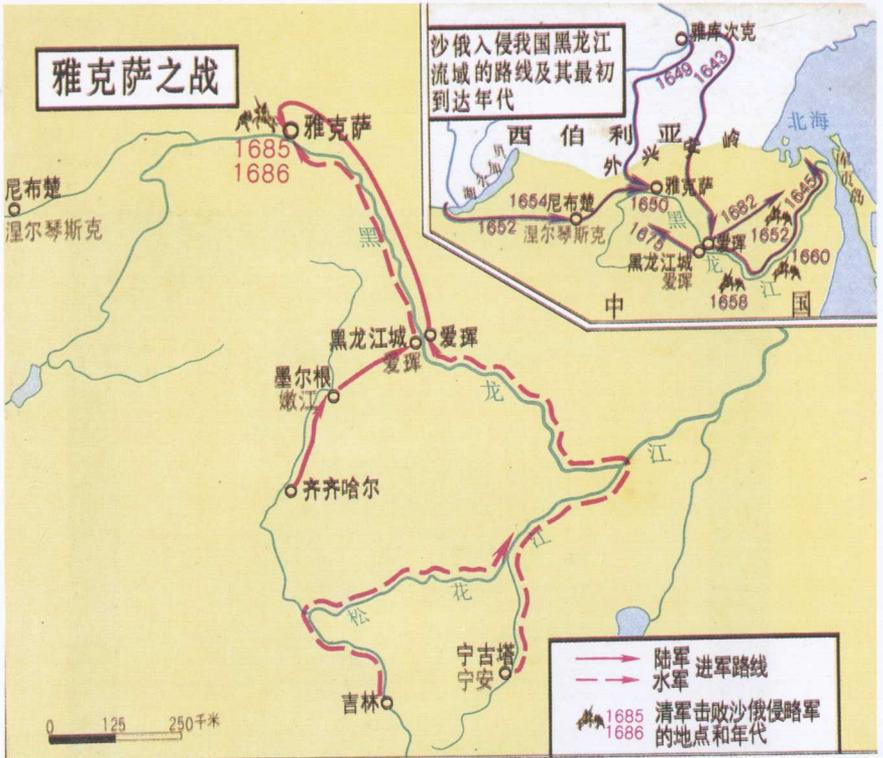 雅克萨之战
沙俄入侵我国黑龙江
流域的路线及其最初
到达年代
雅库次克
1649
1643
北海
西伯利亚
外兴安岭
雅克萨
1650
1654
尼布楚
1652
涅尔琴斯克
1682
1645
1652
1675
黑龙江
爱珲
黑龙江城
爱珲
1660
1658
中国
雅克萨
1685
1686
尼布楚
涅尔琴斯克
黑龙江
黑龙江城
爱珲
爱珲
墨尔根
嫩江
齐齐哈尔
松花江
宁古塔
宁安
吉林
0 125 250千米
陆军
水军
进军路线
1685
1686
清军击败沙俄侵略军
的地点和年代